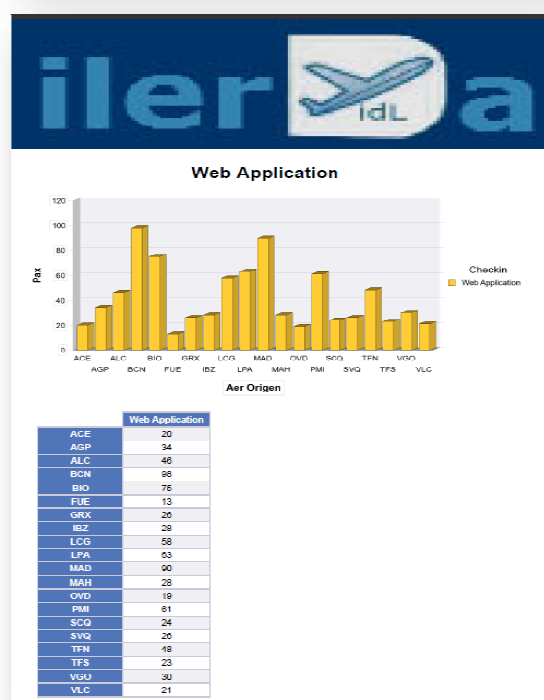 iler
idL
a
Web Application
120
100
80
60
40
20
0
Pax
ACE ALC BIO GRX LCG MAD OVD SCQ TFN VGO
AGP BCN FUE IBZ LPA MAH PMI SVQ TFS VLC
Aer Origen
Checkin
Web Application
Web Application
ACE 20
AGP 34
ALC 46
BCN 98
BIO 75
FUE 13
GRX 26
IBZ 28
LCG 58
LPA 63
MAD 90
MAH 28
OVD 19
PMI 61
SCQ 24
SVQ 26
TFN 48
TFS 23
VGO 30
VLC 21